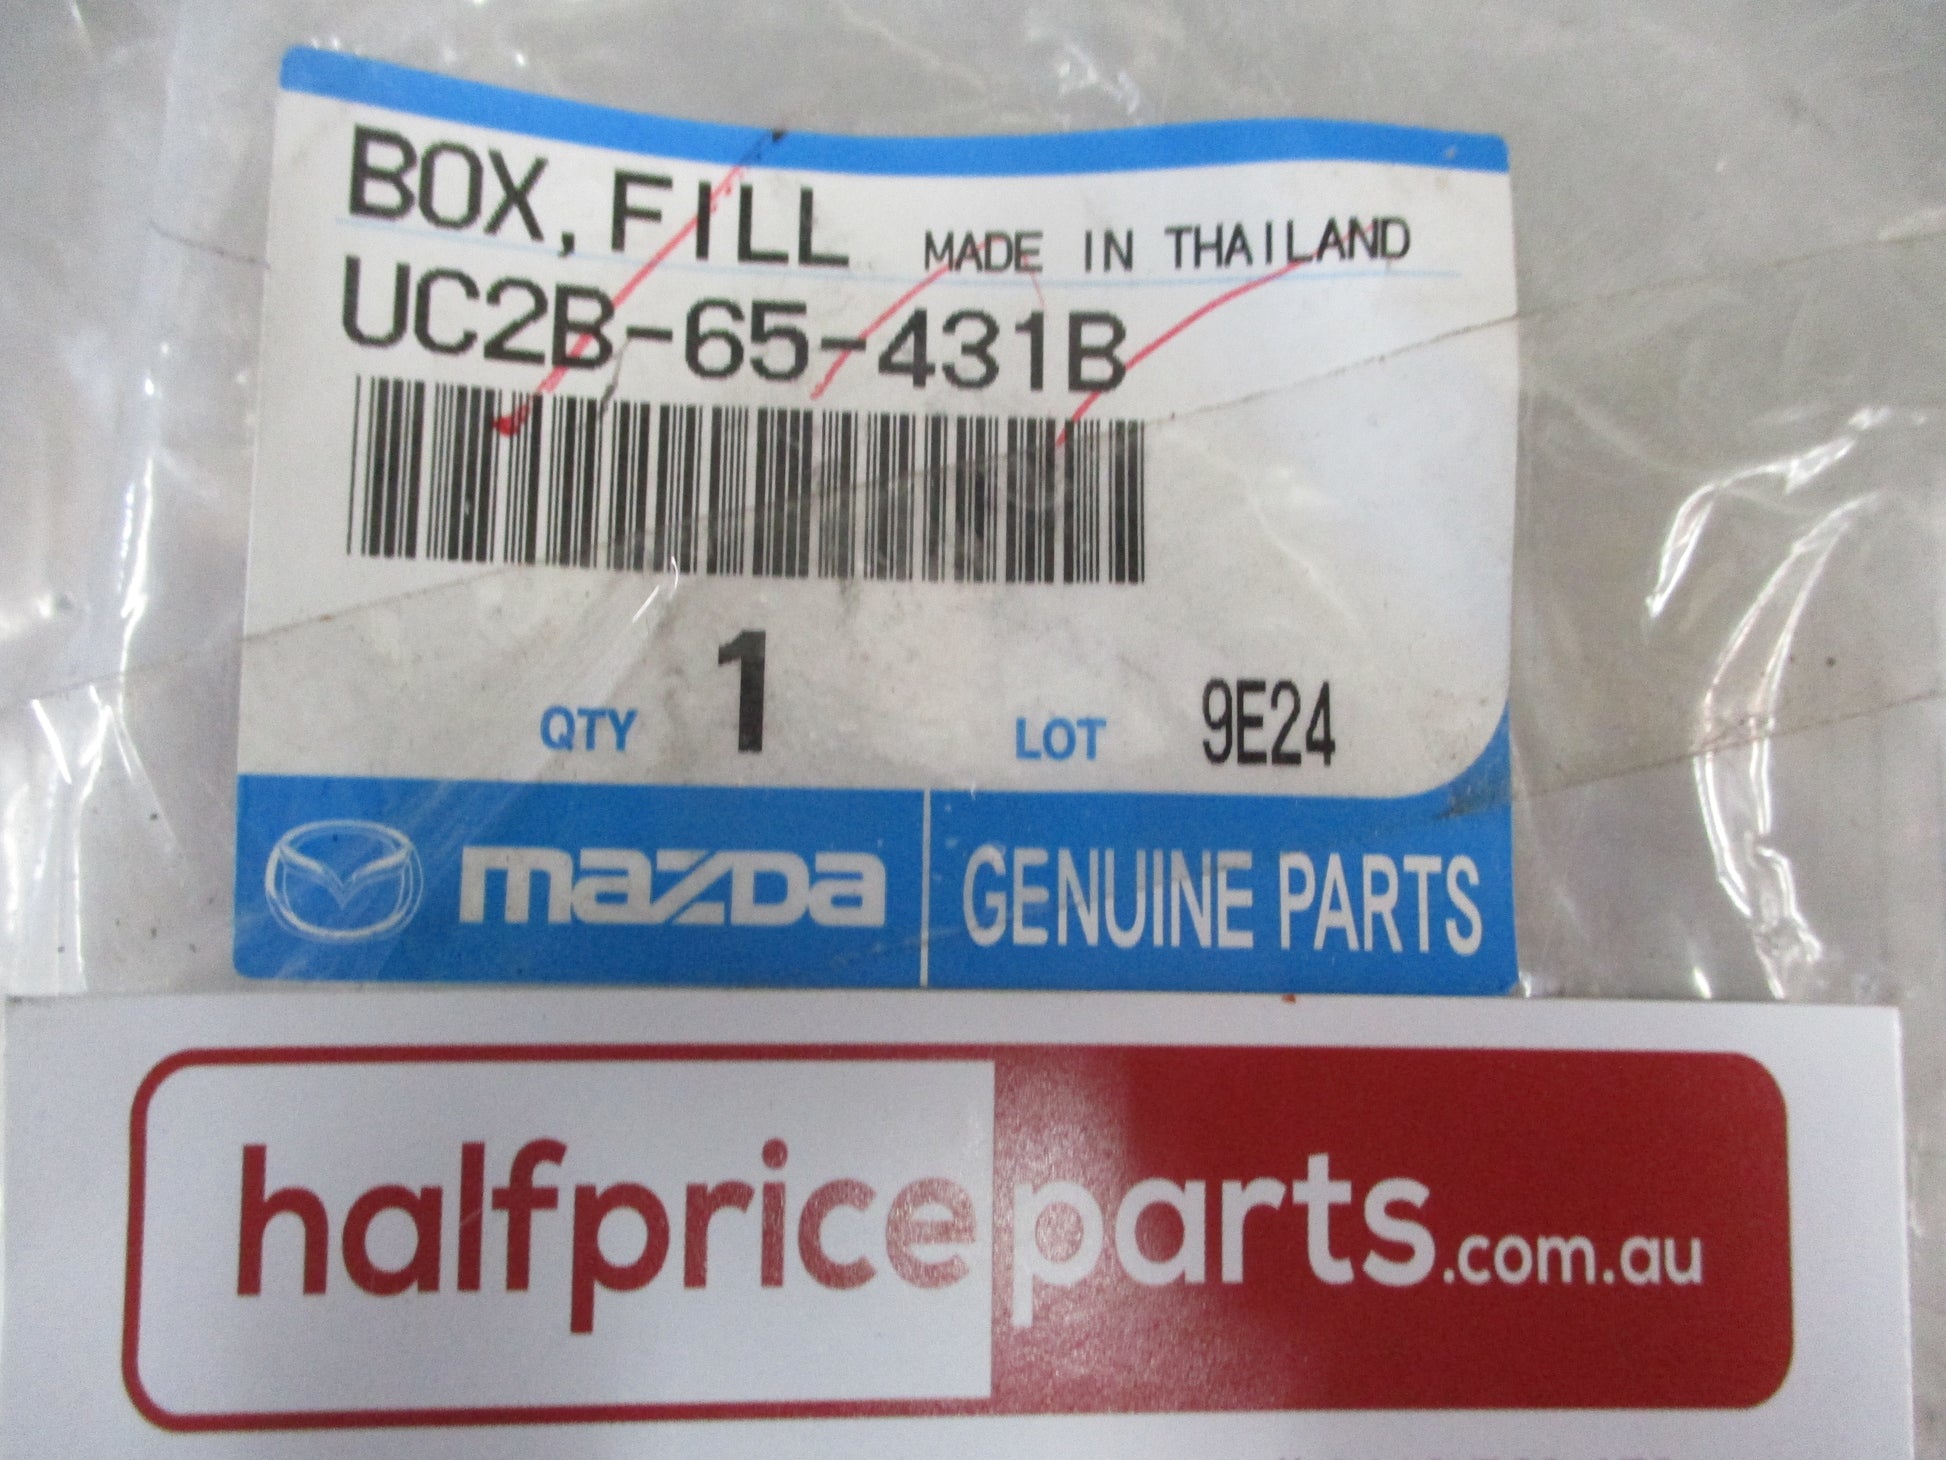 BOX, FILL MADE IN THAILAND
UC2B-65-431B
QTY 1 LOT 9E24
mazda GENUINE PARTS
halfpriceparts.com.au